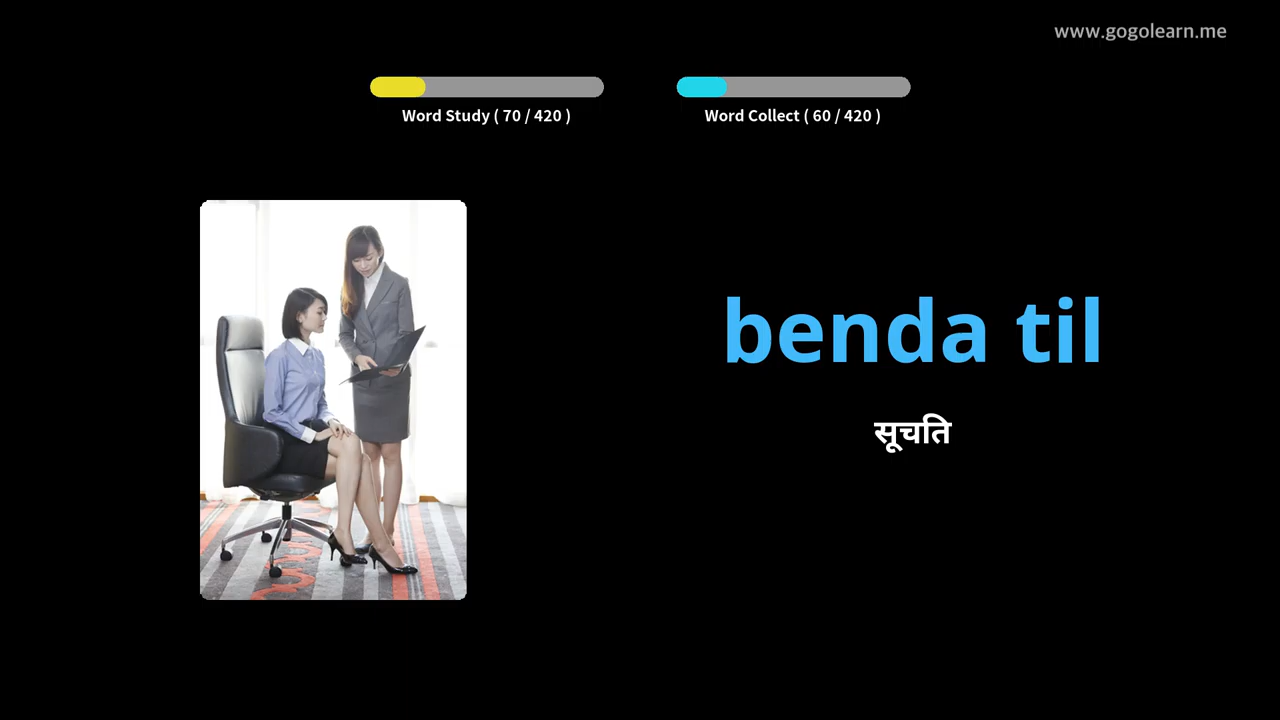 www.gogolearn.me
Word Study ( 70 / 420 )
Word Collect ( 60 / 420 )
benda til
सूचति